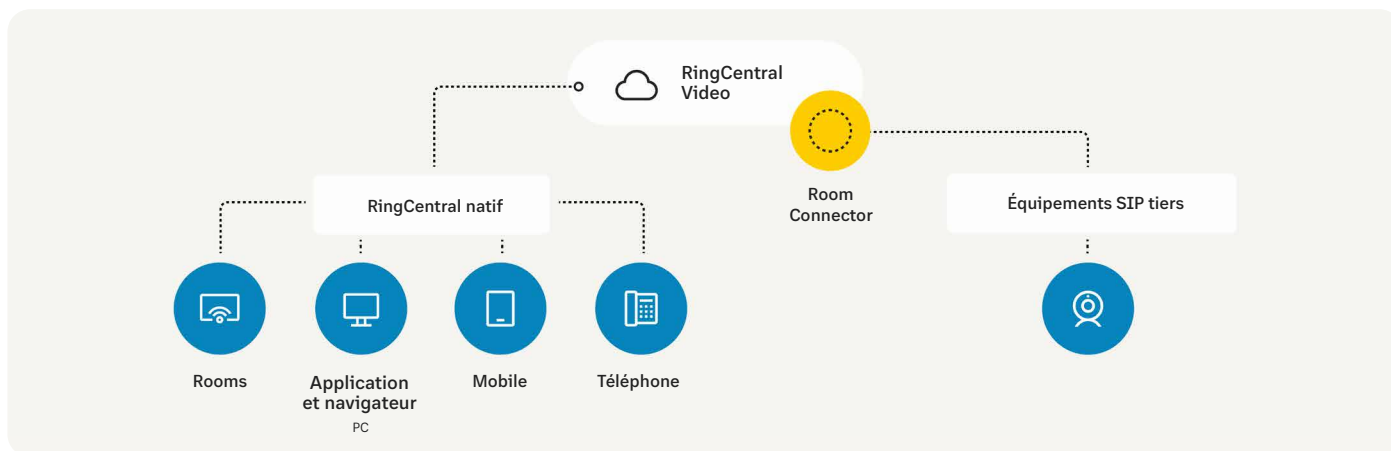 RingCentral
Video
Room
Connector
RingCentral natif
Équipements SIP tiers
Rooms
Application
et navigateur
PC
Mobile
Téléphone